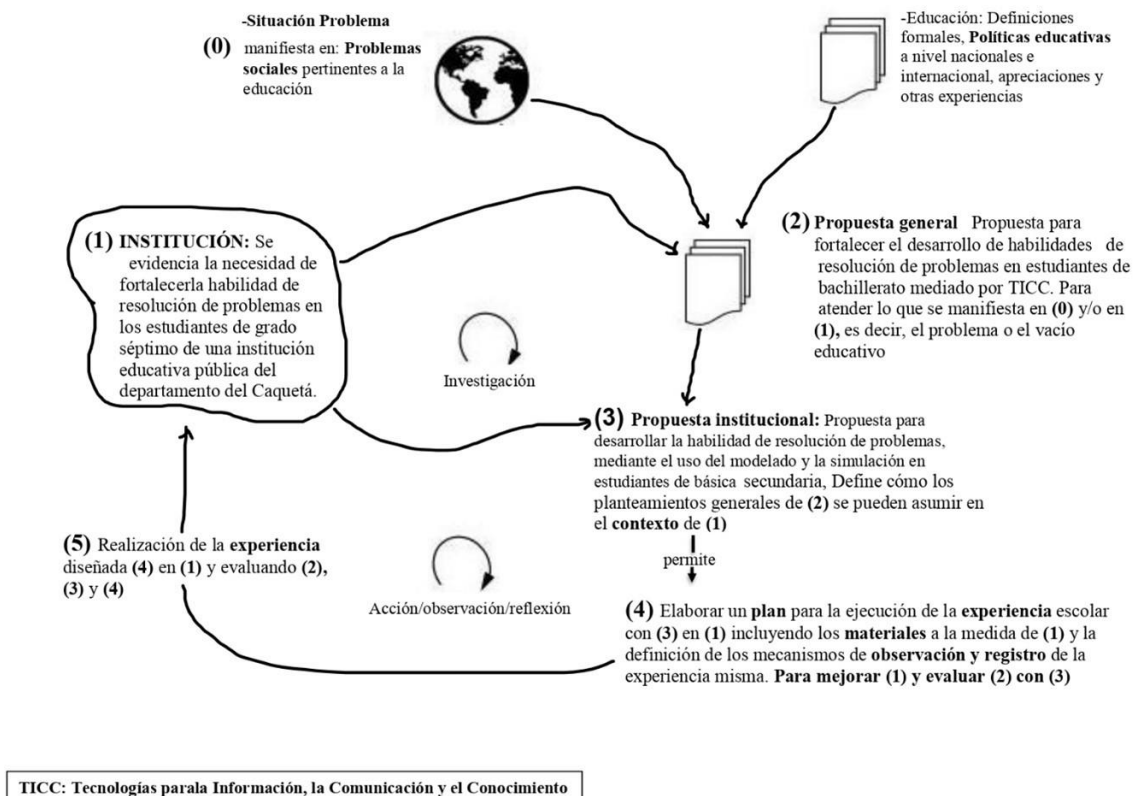 -Situación Problema
(0) manifiesta en: Problemas
sociales pertinentes a la
educación
-Educación: Definiciones
formales, Políticas educativas
a nivel nacionales e
internacional, apreciaciones y
otras experiencias
(1) INSTITUCIÓN: Se
evidencia la necesidad de
fortalecerla habilidad de
resolución de problemas en
los estudiantes de grado
séptimo de una institución
educativa pública del
departamento del Caquetá.
(2) Propuesta general Propuesta para
fortalecer el desarrollo de habilidades de
resolución de problemas en estudiantes de
bachillerato mediado por TICC. Para
atender lo que se manifiesta en (0) y/o en
(1), es decir, el problema o el vacío
educativo
Investigación
(3) Propuesta institucional: Propuesta para
desarrollar la habilidad de resolución de problemas,
mediante el uso del modelado y la simulación en
estudiantes de básica secundaria, Define cómo los
planteamientos generales de (2) se pueden asumir en
el contexto de (1)
permite
(4) Elaborar un plan para la ejecución de la experiencia escolar
con (3) en (1) incluyendo los materiales a la medida de (1) y la
definición de los mecanismos de observación y registro de la
experiencia misma. Para mejorar (1) y evaluar (2) con (3)
(5) Realización de la experiencia
diseñada (4) en (1) y evaluando (2),
(3) y (4)
Acción/observación/reflexión
TICC: Tecnologías parala Información, la Comunicación y el Conocimiento